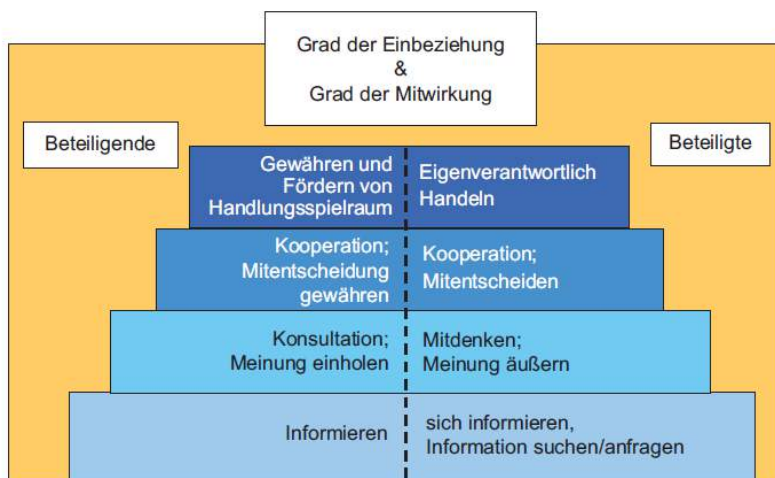 Grad der Einbeziehung
&
Grad der Mitwirkung
Beteiligende
Beteiligte
Gewähren und
Fördern von
Handlungsspielraum
Eigenverantwortlich
Handeln
Kooperation;
Mitentscheidung
gewähren
Kooperation;
Mitentscheiden
Konsultation;
Meinung einholen
Mitdenken;
Meinung äußern
Informieren
sich informieren,
Information suchen/anfragen